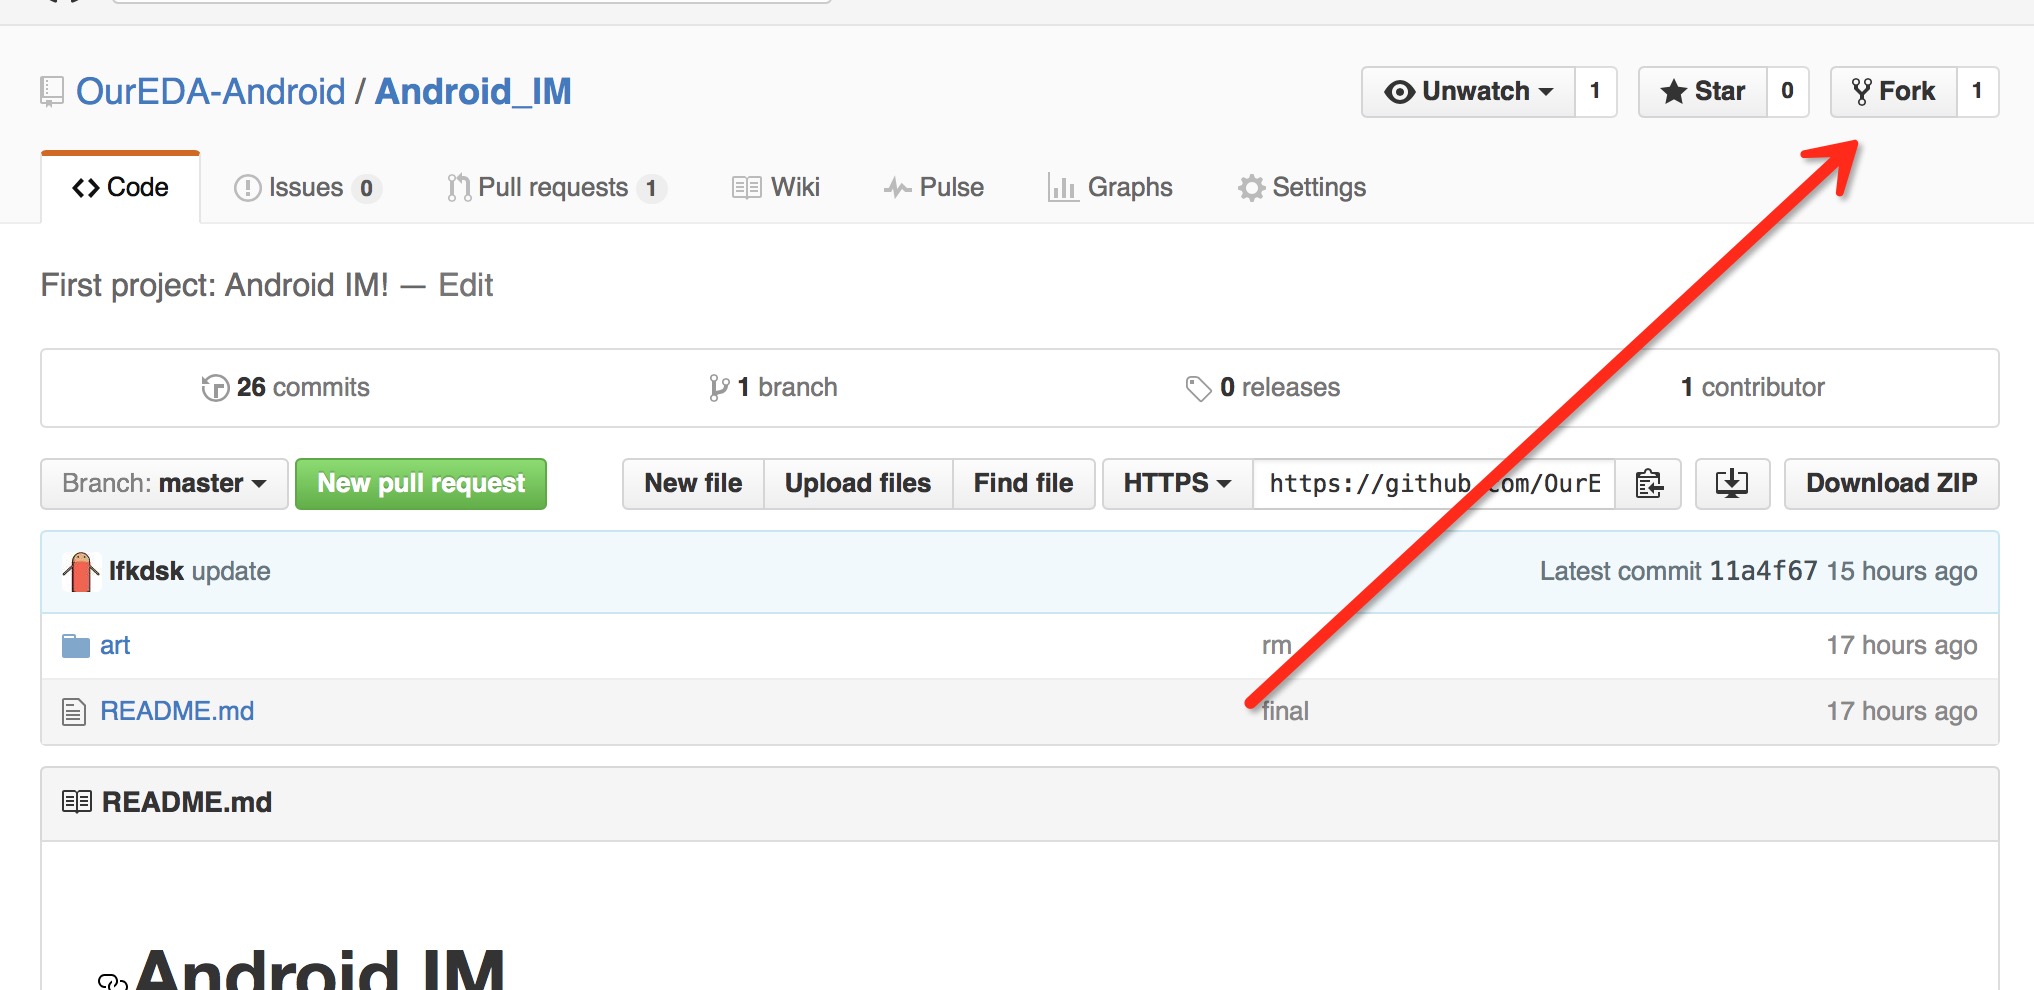 OurEDA-Android / Android_IM
Unwatch 1 Star 0 Fork 1
Code Issues 0 Pull requests 1 Wiki Pulse Graphs Settings
First project: Android IM! — Edit
26 commits 1 branch 0 releases 1 contributor
Branch: master New pull request New file Upload files Find file HTTPS https://github.com/OurE Download ZIP
lfkdsk update Latest commit 11a4f67 15 hours ago
art rm 17 hours ago
README.md final 17 hours ago
README.md
Android IM